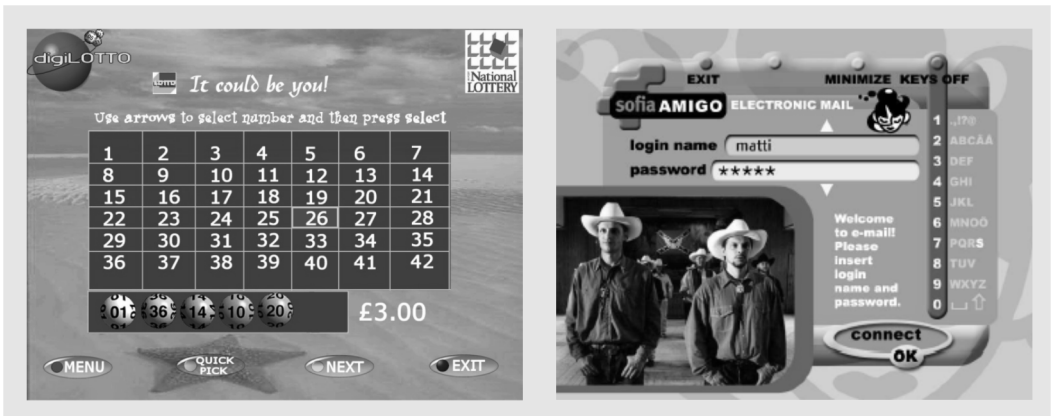 digiLOTTO
LOTTO
It could be you!
National
LOTTERY
Use arrows to select number and then press select
1 2 3 4 5 6 7
8 9 10 11 12 13 14
15 16 17 18 19 20 21
22 23 24 25 26 27 28
29 30 31 32 33 34 35
36 37 38 39 40 41 42
01 36 14 10 20
£3.00
MENU
QUICK
PICK
NEXT
EXIT
EXIT MINIMIZE KEYS OFF
sofia AMIGO ELECTRONIC MAIL
login name matti
password *****
1 .,!?@
2 ABCÄÅ
3 DEF
4 GHI
5 JKL
6 MNOÖ
7 PQRS
8 TUV
9 WXYZ
0
Welcome
to e-mail!
Please
insert
login
name and
password.
connect
OK